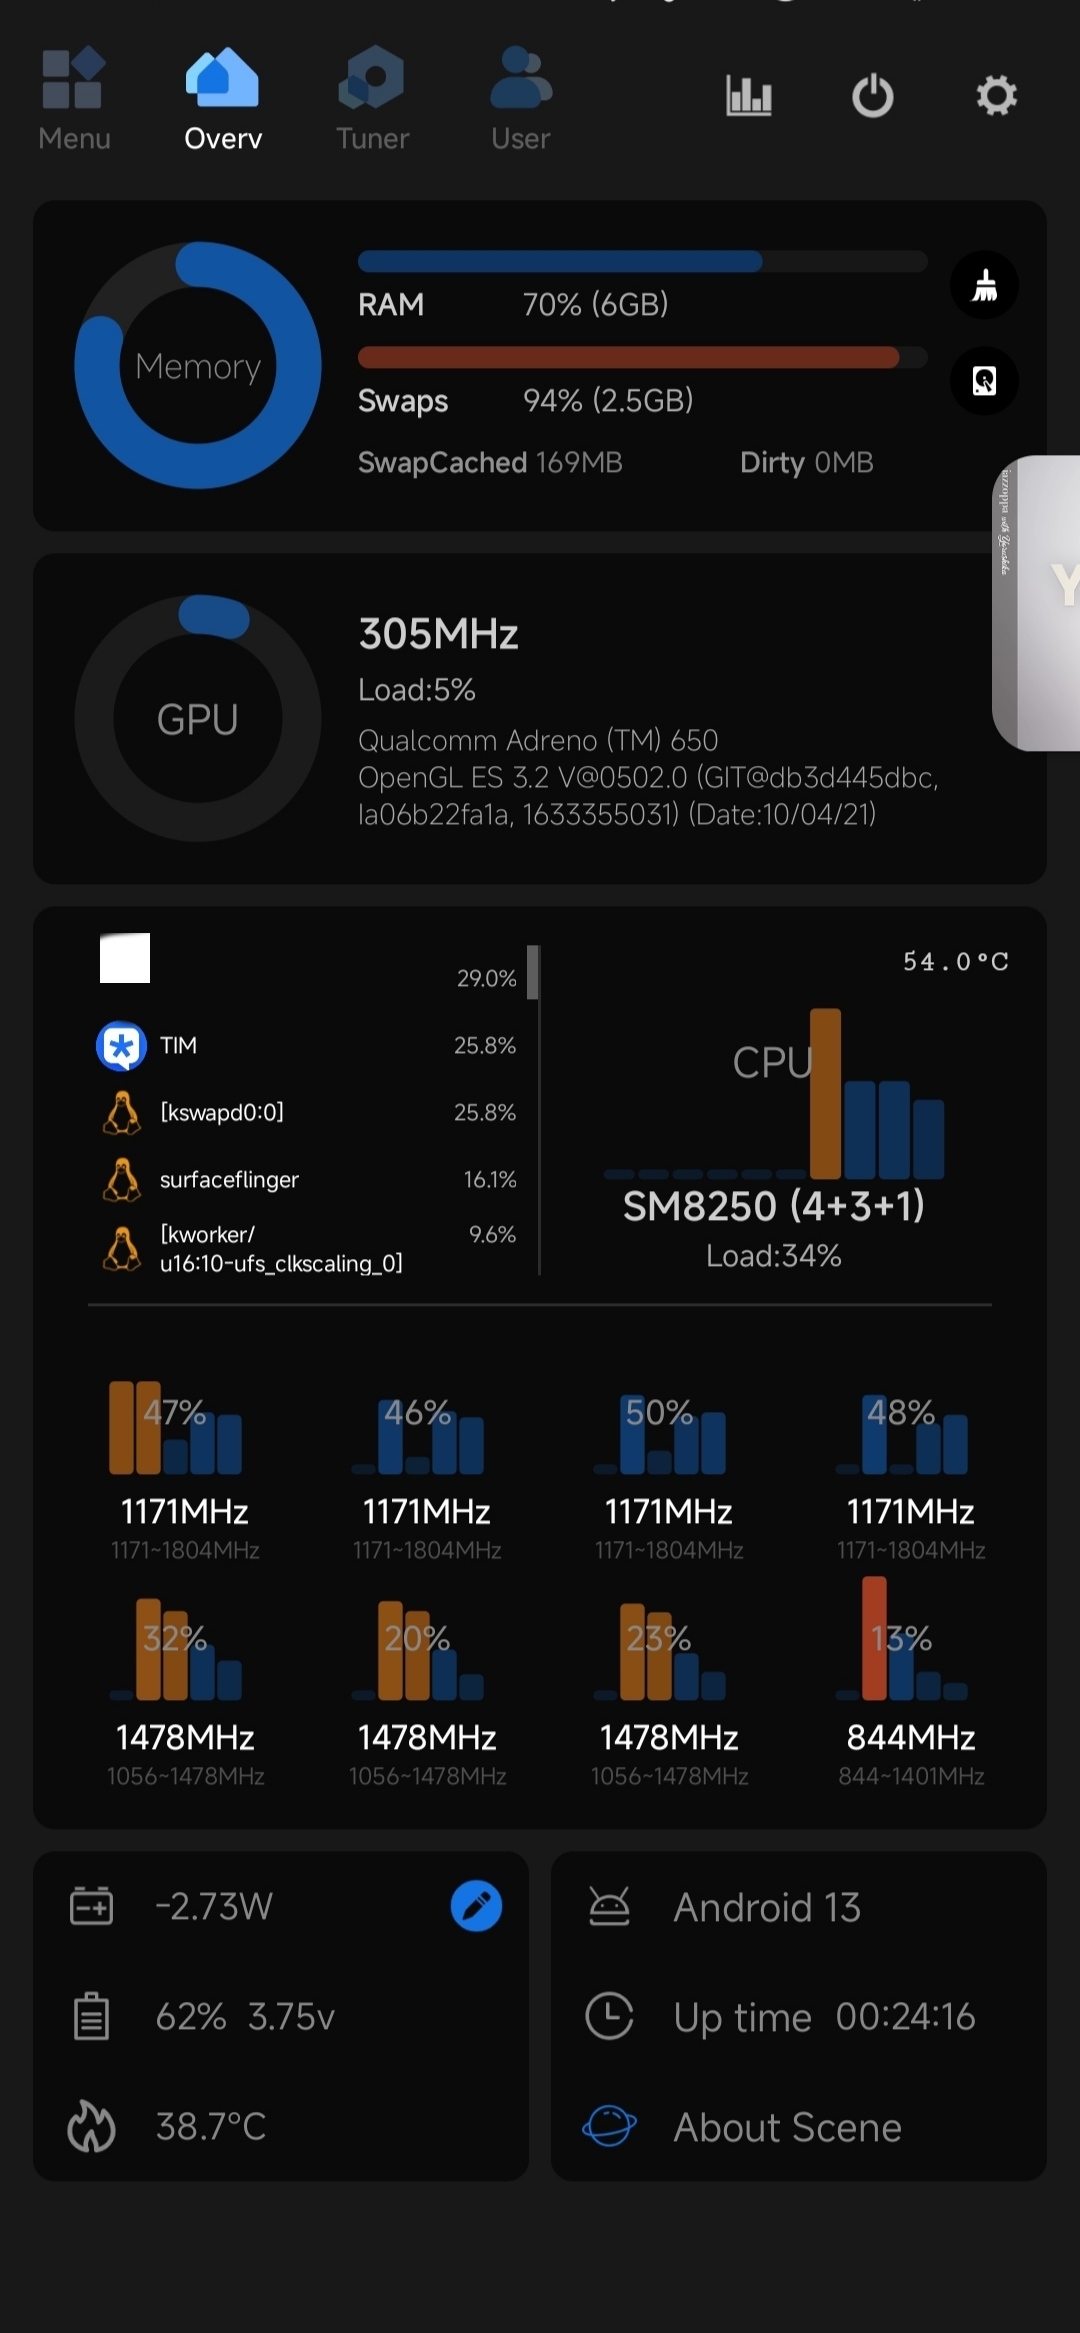 Menu
Overv
Tuner
User
Memory
RAM 70% (6GB)
Swaps 94% (2.5GB)
SwapCached 169MB Dirty 0MB
with Yorushika
Y
GPU
305MHz
Load:5%
Qualcomm Adreno (TM) 650
OpenGL ES 3.2 V@0502.0 (GIT@db3d445dbc,
Ia06b22fa1a, 1633355031) (Date:10/04/21)
29.0%
TIM 25.8%
[kswapd0:0] 25.8%
surfaceflinger 16.1%
[kworker/ 9.6%
u16:10-ufs_clkscaling_0]
54.0°C
CPU
SM8250 (4+3+1)
Load:34%
47% 46% 50% 48%
1171MHz 1171MHz 1171MHz 1171MHz
1171~1804MHz 1171~1804MHz 1171~1804MHz 1171~1804MHz
32% 20% 23% 13%
1478MHz 1478MHz 1478MHz 844MHz
1056~1478MHz 1056~1478MHz 1056~1478MHz 844~1401MHz
-2.73W
62% 3.75v
38.7°C
Android 13
Up time 00:24:16
About Scene